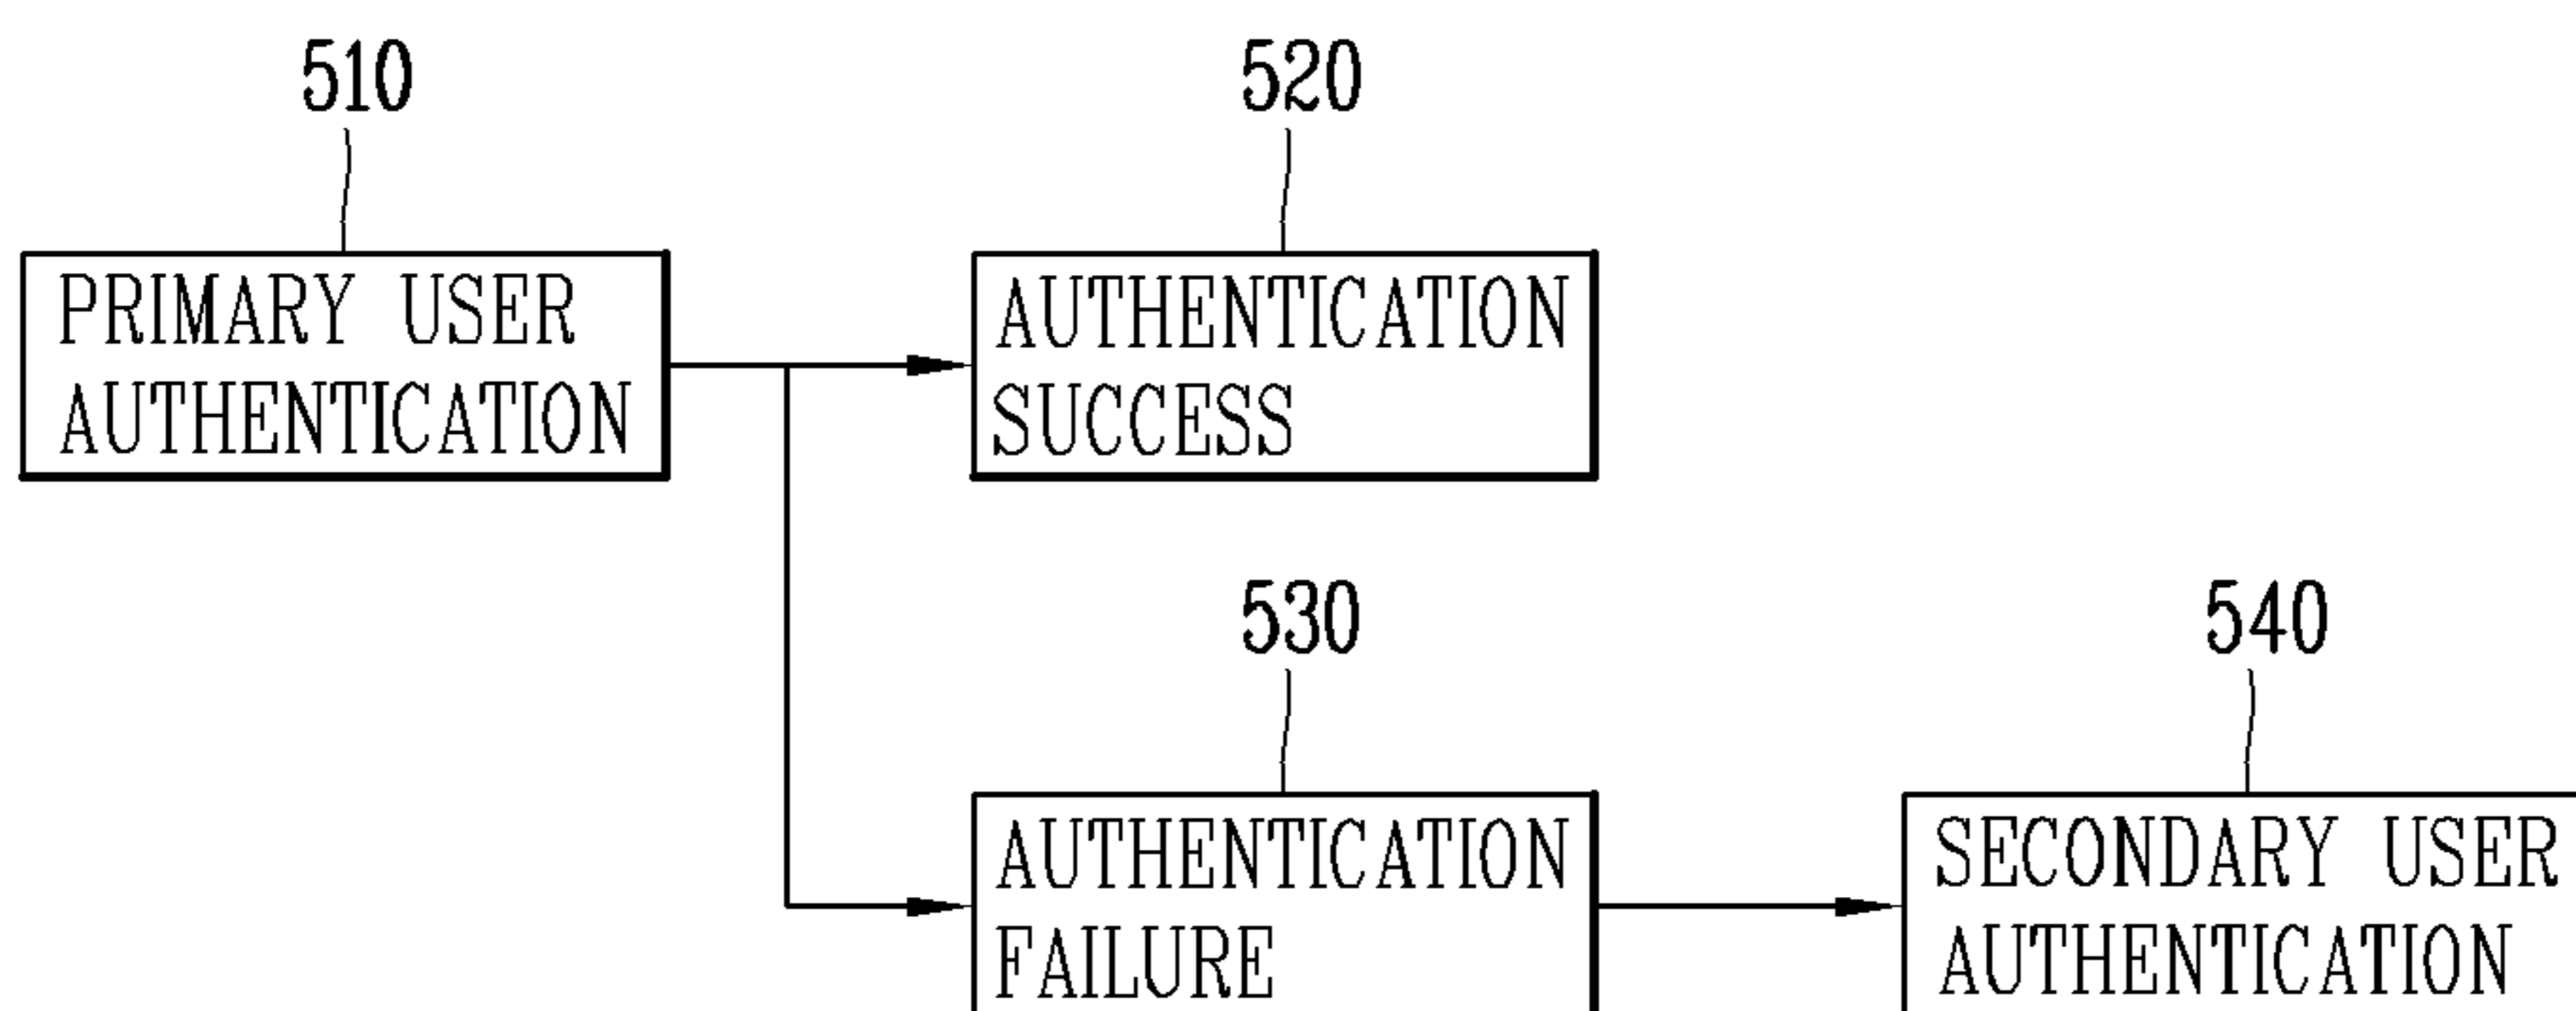 510
520
PRIMARY USER
AUTHENTICATION
AUTHENTICATION
SUCCESS
530
540
AUTHENTICATION
FAILURE
SECONDARY USER
AUTHENTICATION